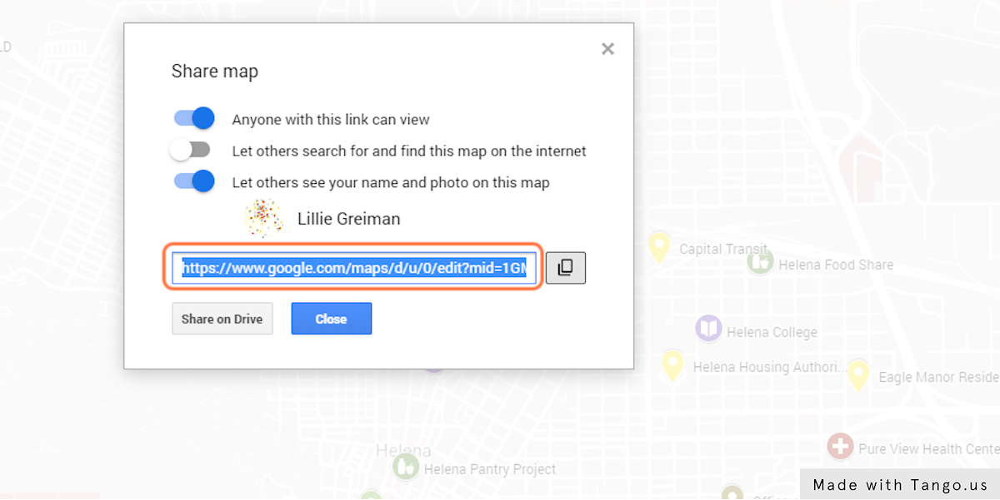 LD
Share map
Anyone with this link can view
Let others search for and find this map on the internet
Let others see your name and photo on this map
Lillie Greiman
https://www.google.com/maps/d/u/0/edit?mid=1GM
Share on Drive
Close
Capital Transit
Helena Food Share
Helena College
Helena Housing Authori...
Eagle Manor Reside
Helena
Pure View Health Cente
Helena Pantry Project
Made with Tango.us